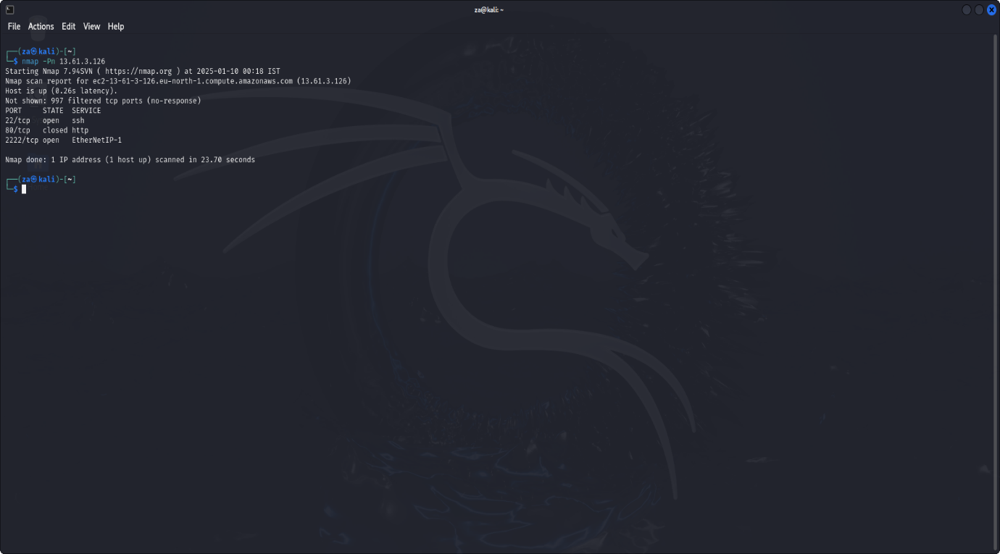 za@kali: ~
File Actions Edit View Help
┌──(za㉿kali)-[~]
└─$ nmap -Pn 13.61.3.126
Starting Nmap 7.94SVN ( https://nmap.org ) at 2025-01-10 00:18 IST
Nmap scan report for ec2-13-61-3-126.eu-north-1.compute.amazonaws.com (13.61.3.126)
Host is up (0.26s latency).
Not shown: 997 filtered tcp ports (no-response)
PORT     STATE  SERVICE
22/tcp   open   ssh
80/tcp   closed http
2222/tcp open   EtherNetIP-1
Nmap done: 1 IP address (1 host up) scanned in 23.70 seconds
┌──(za㉿kali)-[~]
└─$